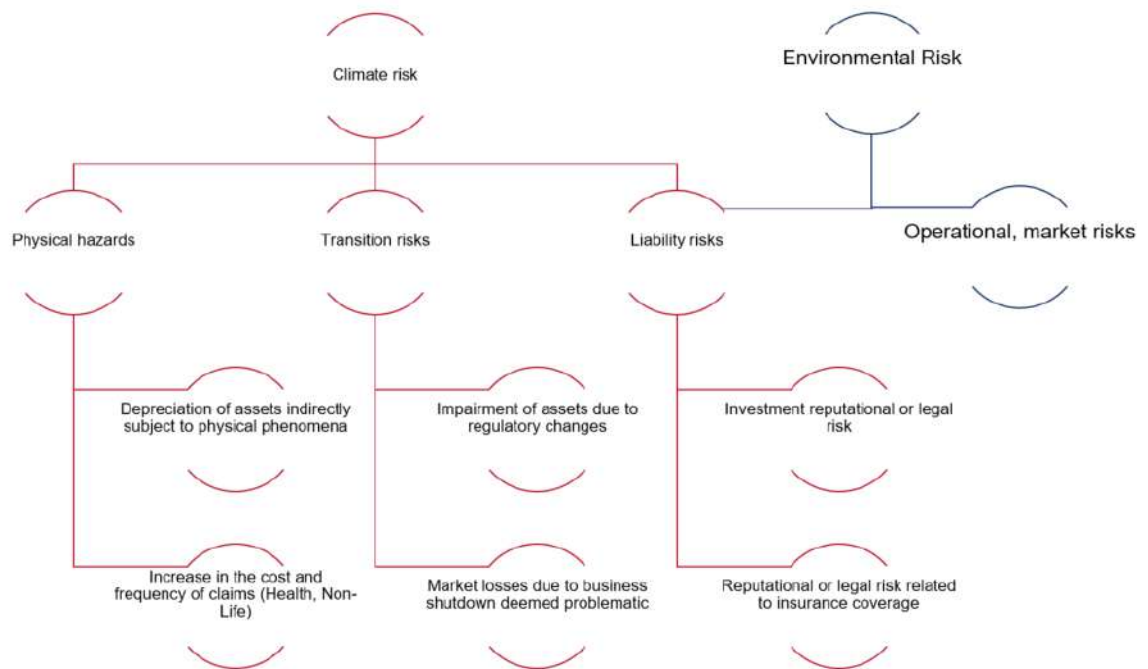 Climate risk
Environmental Risk
Physical hazards
Transition risks
Liability risks
Operational, market risks
Depreciation of assets indirectly
subject to physical phenomena
Impairment of assets due to
regulatory changes
Investment reputational or legal
risk
Increase in the cost and
frequency of claims (Health, Non-
Life)
Market losses due to business
shutdown deemed problematic
Reputational or legal risk related
to insurance coverage